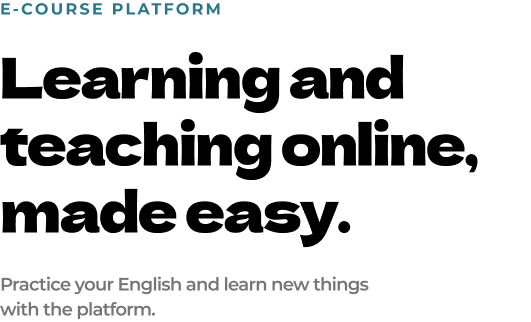 E-COURSE PLATFORM
Learning and
teaching online,
made easy.
Practice your English and learn new things
with the platform.